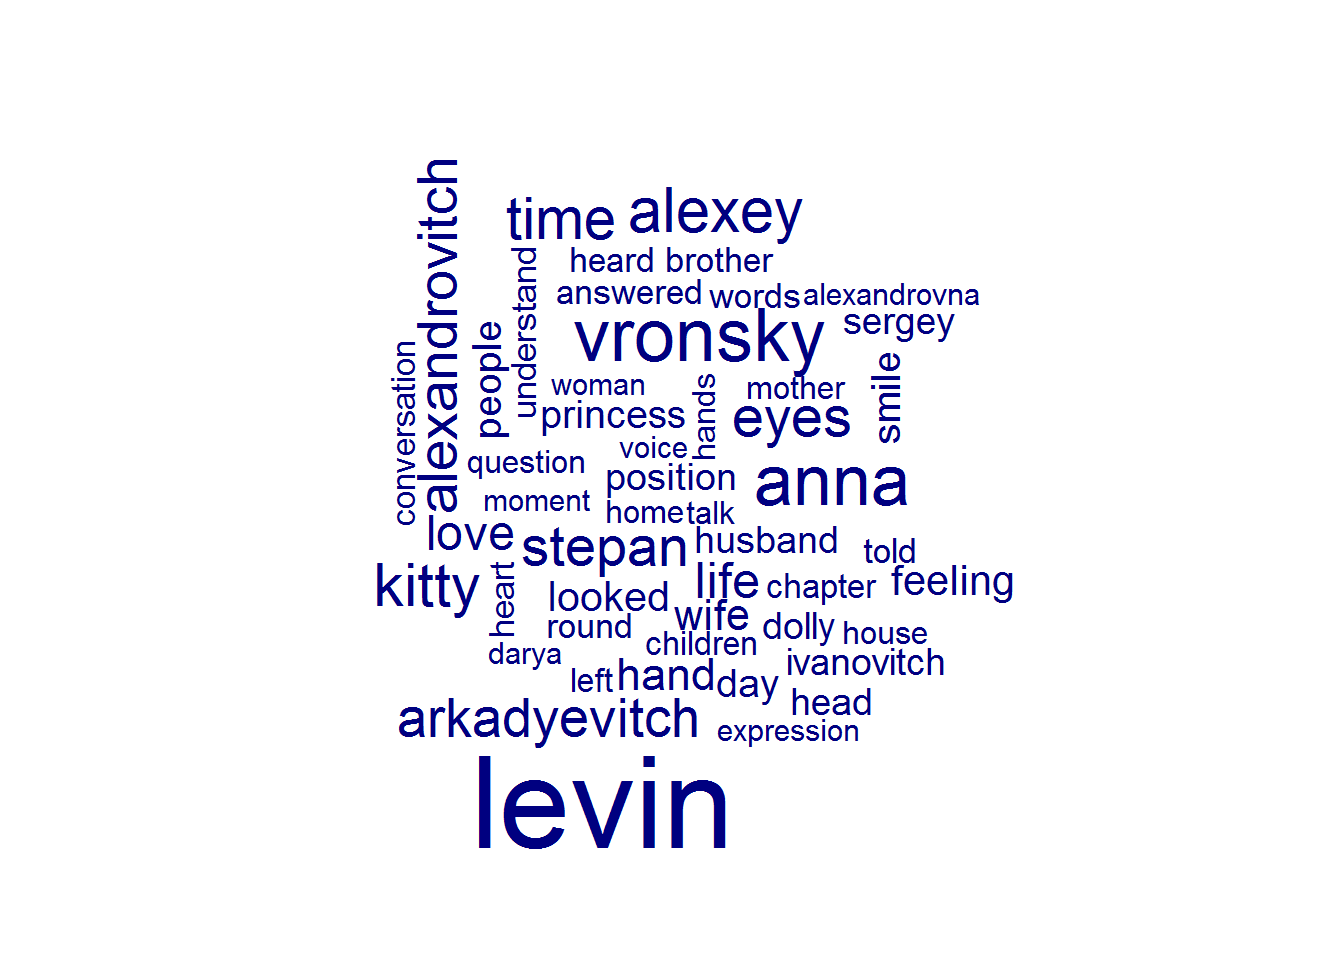 alexandrovitch
time
alexey
heard
brother
understand
answered
words
alexandrovna
vronsky
sergey
people
conversation
woman
hands
mother
smile
princess
eyes
voice
question
position
anna
moment
home
talk
love
stepan
husband
told
kitty
heart
looked
life
chapter
feeling
wife
round
children
dolly
house
darya
left
hand
day
ivanovitch
head
arkadyevitch
expression
levin